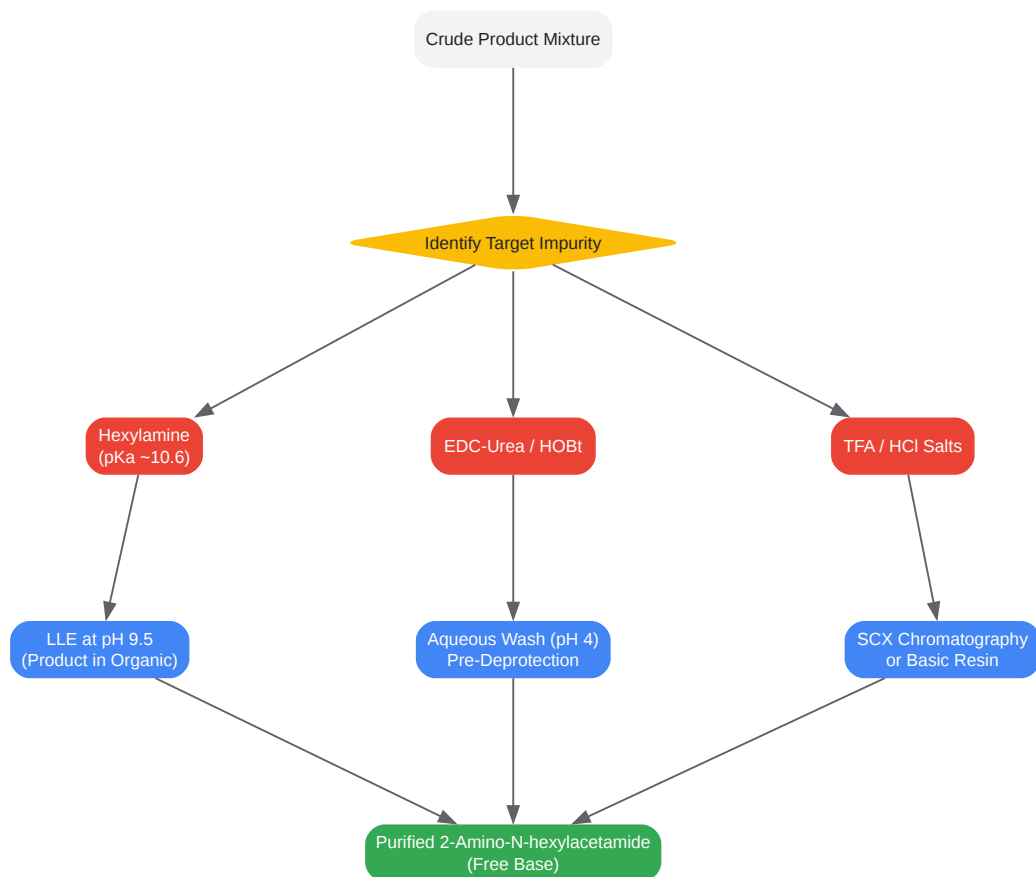 Crude Product Mixture
Identify Target Impurity
Hexylamine
(pKa ~10.6)
EDC-Urea / HOBt
TFA / HCl Salts
LLE at pH 9.5
(Product in Organic)
Aqueous Wash (pH 4)
Pre-Deprotection
SCX Chromatography
or Basic Resin
Purified 2-Amino-N-hexylacetamide
(Free Base)